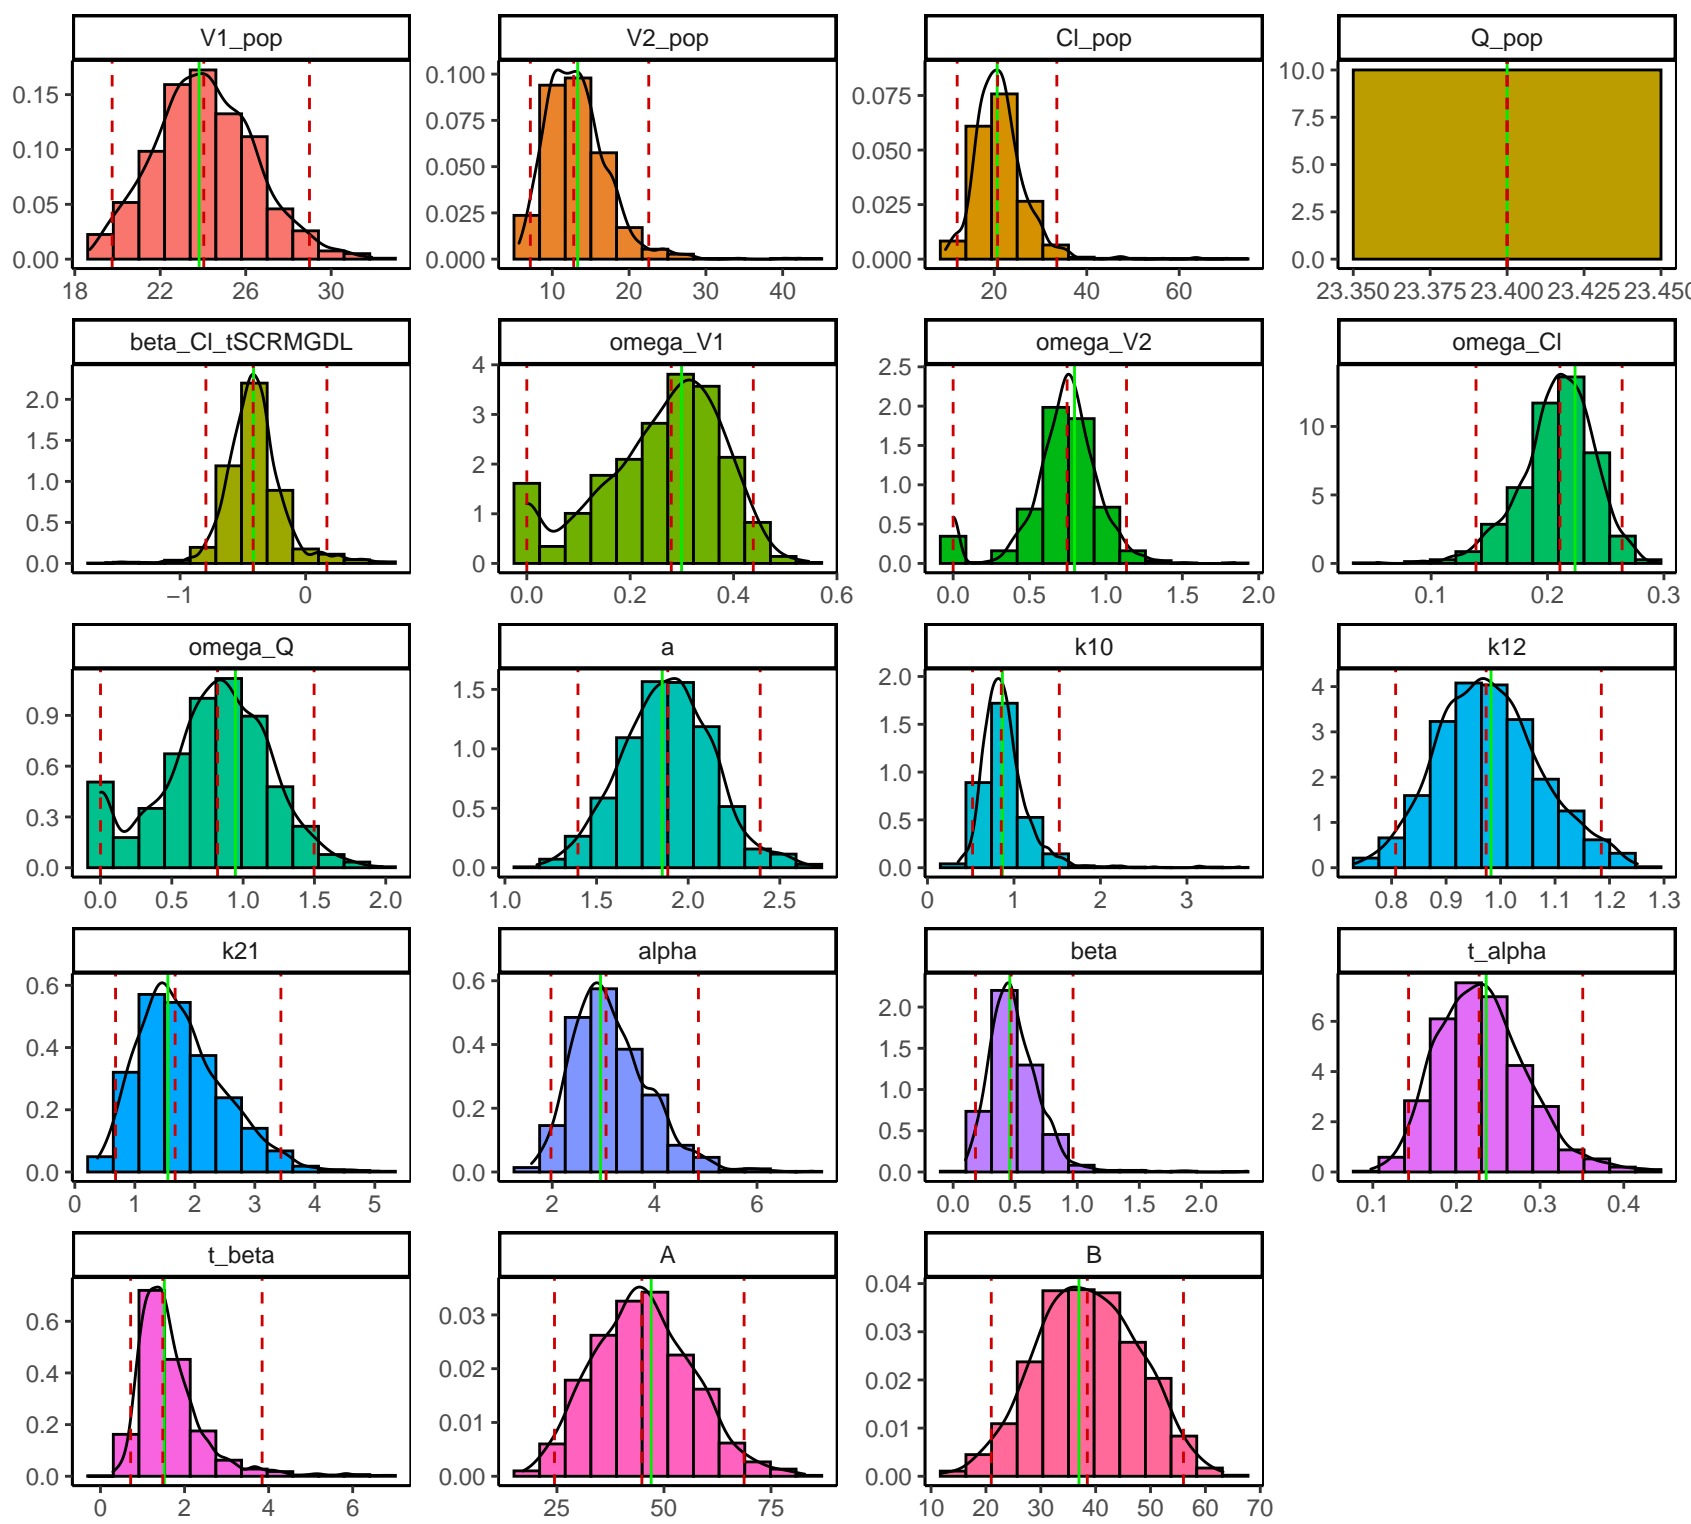 V1_pop V2_pop Cl_pop Q_pop
0.15 0.100 0.075 10.0
0.10 0.075 0.050 7.5
0.05 0.050 0.025 5.0
0.00 0.025 0.000 2.5
0.000 0.0
18 22 26 30 10 20 30 40 20 40 60 23.350 23.375 23.400 23.425 23.450
beta_Cl_tSCRMGDL omega_V1 omega_V2 omega_Cl
2.0 4 2.5 10
1.5 3 2.0 5
1.0 2 1.5 0
0.5 1 1.0
0.0 0 0.5
0.0
−1 0 0.0 0.2 0.4 0.6 0.0 0.5 1.0 1.5 2.0 0.1 0.2 0.3
omega_Q a k10 k12
0.9 1.5 2.0 4
0.6 1.0 1.5 3
0.3 0.5 1.0 2
0.0 0.0 0.5 1
0.0 0
0.0 0.5 1.0 1.5 2.0 1.0 1.5 2.0 2.5 0 1 2 3 0.8 0.9 1.0 1.1 1.2 1.3
k21 alpha beta t_alpha
0.6 0.6 2.0 6
0.4 0.4 1.5 4
0.2 0.2 1.0 2
0.0 0.0 0.5 0
0.0
0 1 2 3 4 5 2 4 6 0.0 0.5 1.0 1.5 2.0 0.1 0.2 0.3 0.4
t_beta A B
0.6 0.03 0.04
0.4 0.02 0.03
0.2 0.01 0.02
0.0 0.00 0.01
0.00
0 2 4 6 25 50 75 10 20 30 40 50 60 70